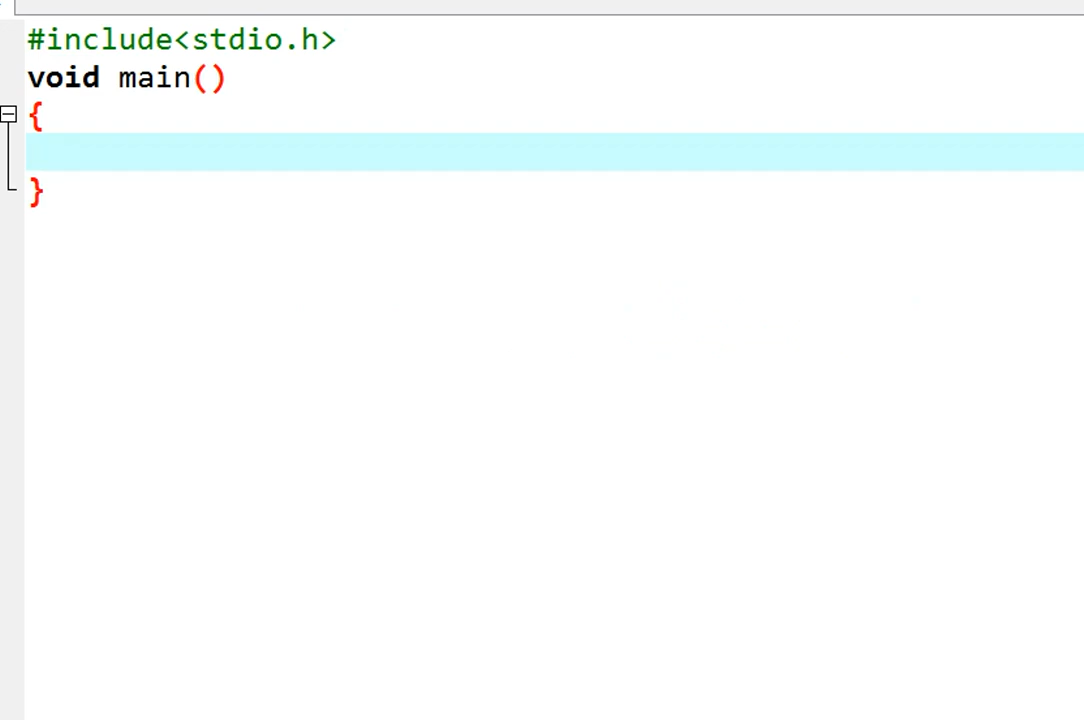 #include<stdio.h>
void main()
{
}